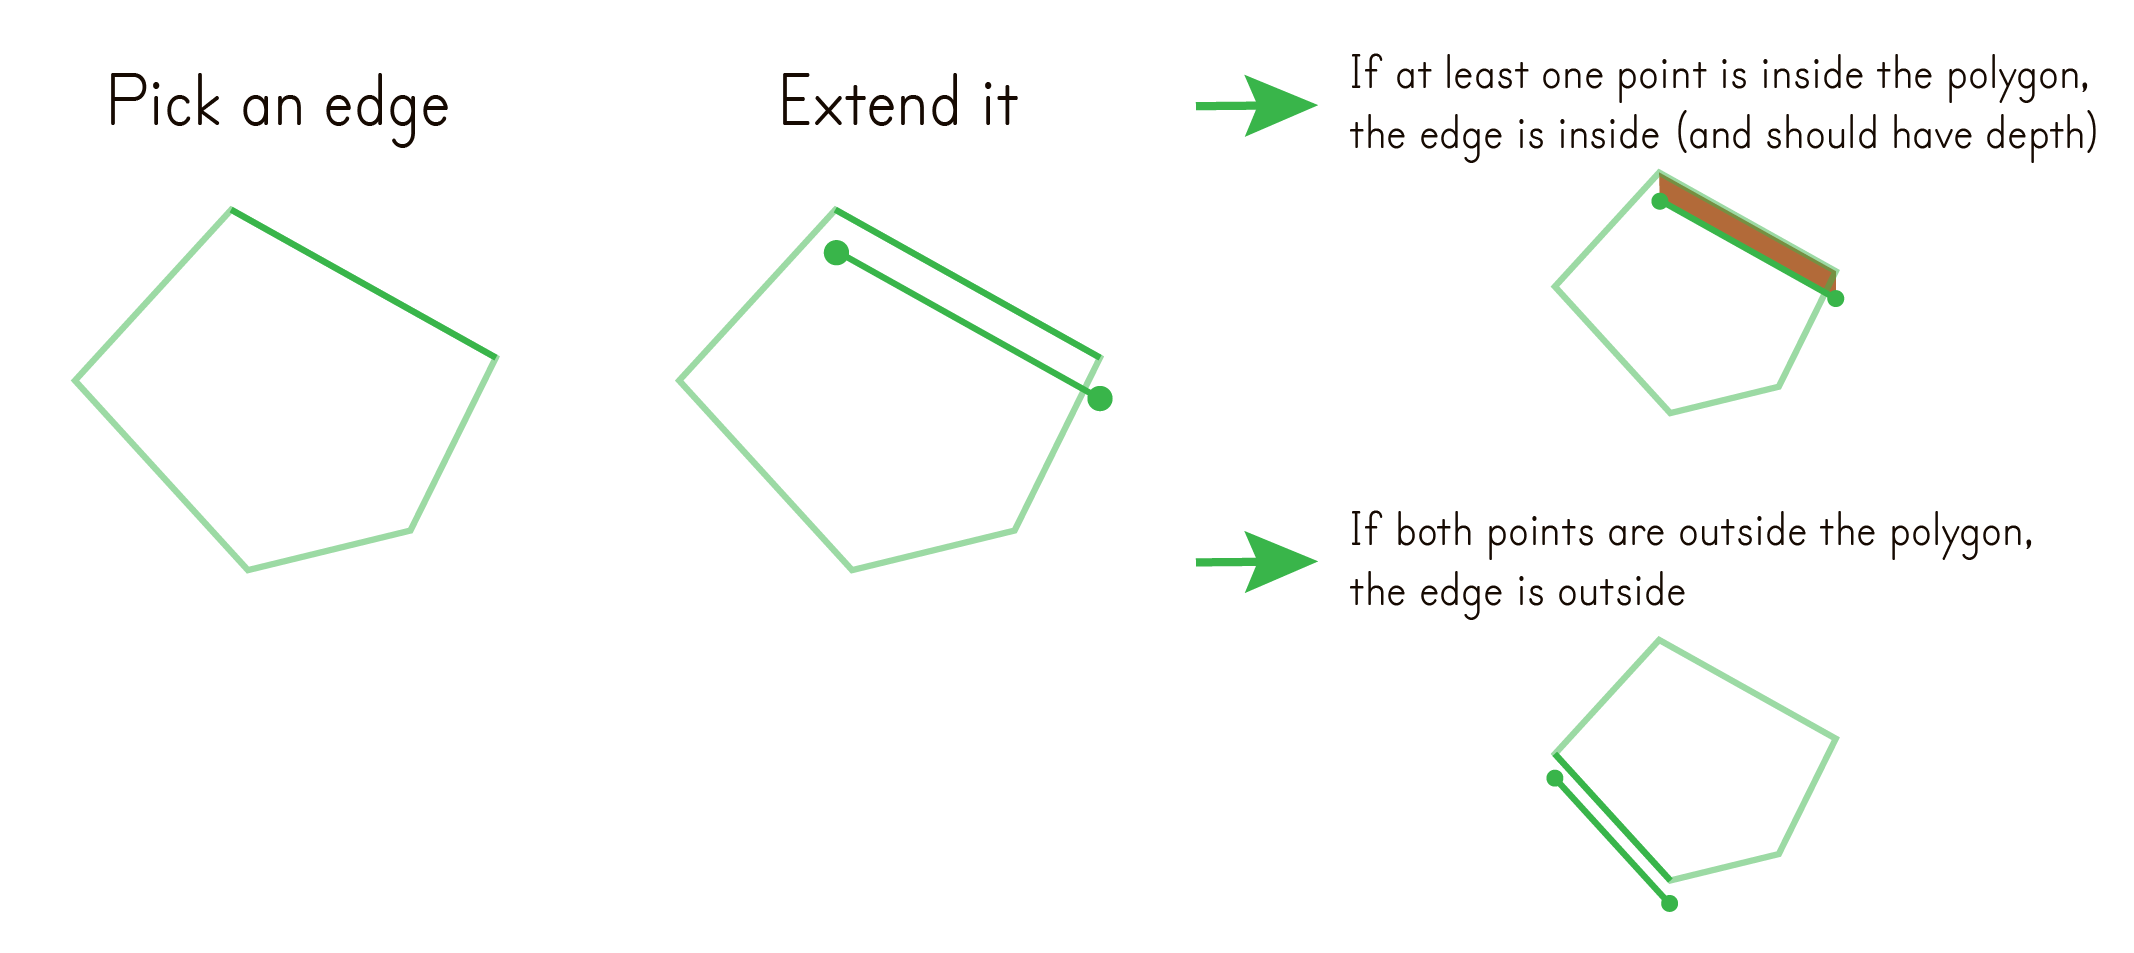 Pick an edge
Extend it
If at least one point is inside the polygon,
the edge is inside (and should have depth)
If both points are outside the polygon,
the edge is outside